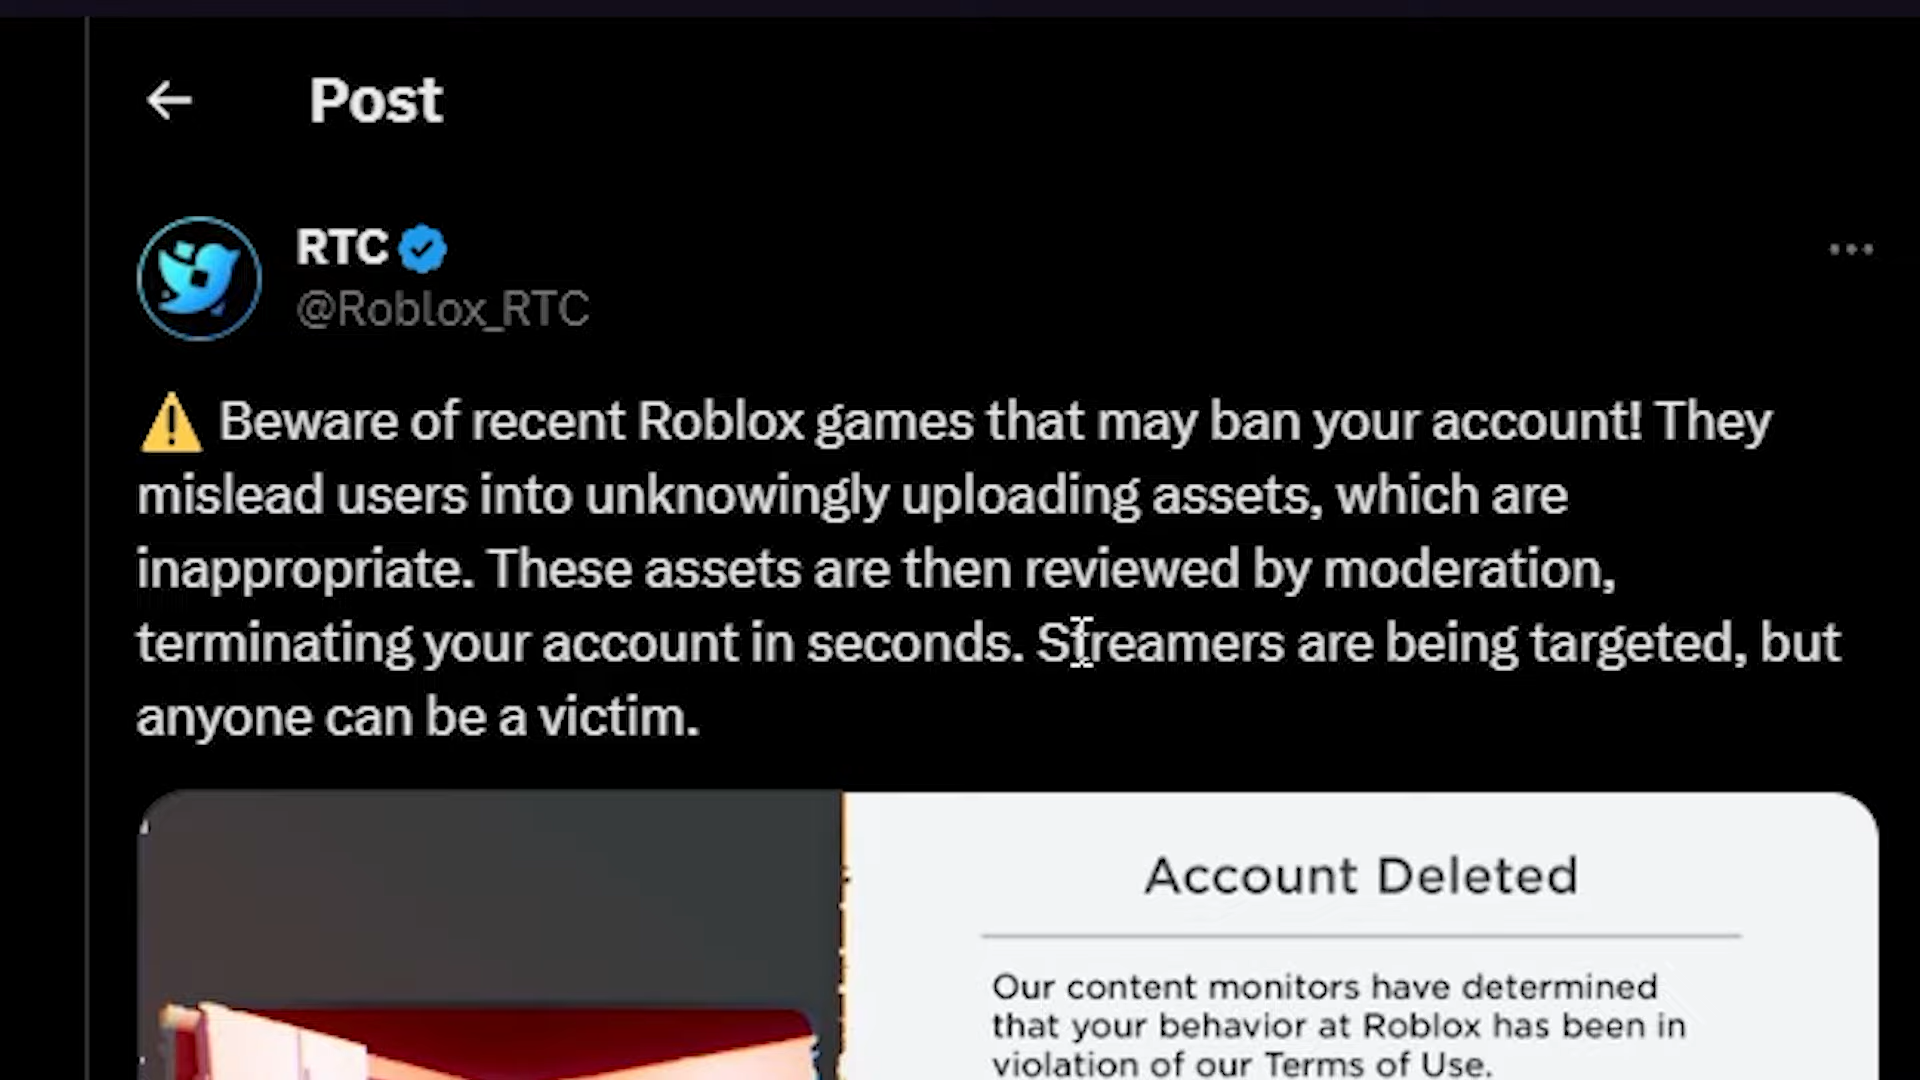 Post
RTC
@Roblox_RTC
⚠️ Beware of recent Roblox games that may ban your account! They
mislead users into unknowingly uploading assets, which are
inappropriate. These assets are then reviewed by moderation,
terminating your account in seconds. Streamers are being targeted, but
anyone can be a victim.
Account Deleted
Our content monitors have determined
that your behavior at Roblox has been in
violation of our Terms of Use.